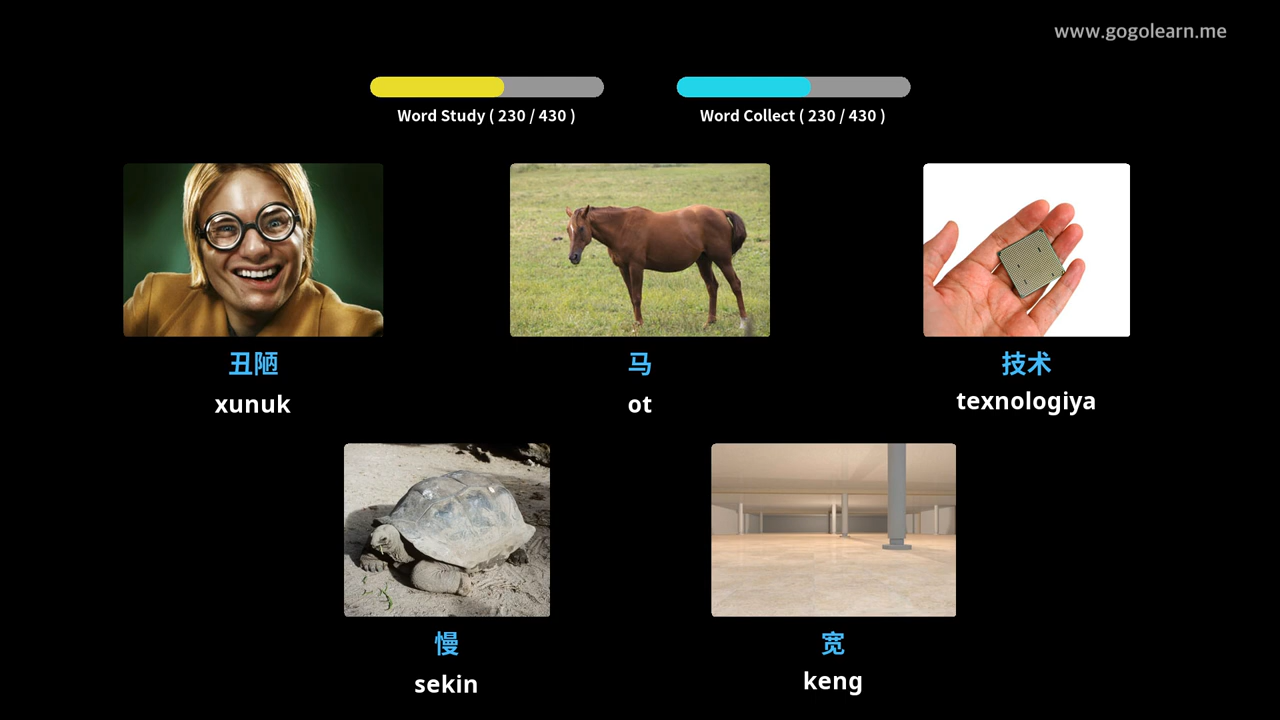 www.gogolearn.me
Word Study ( 230 / 430 )
Word Collect ( 230 / 430 )
丑陋
xunuk
马
ot
技术
texnologiya
慢
sekin
宽
keng